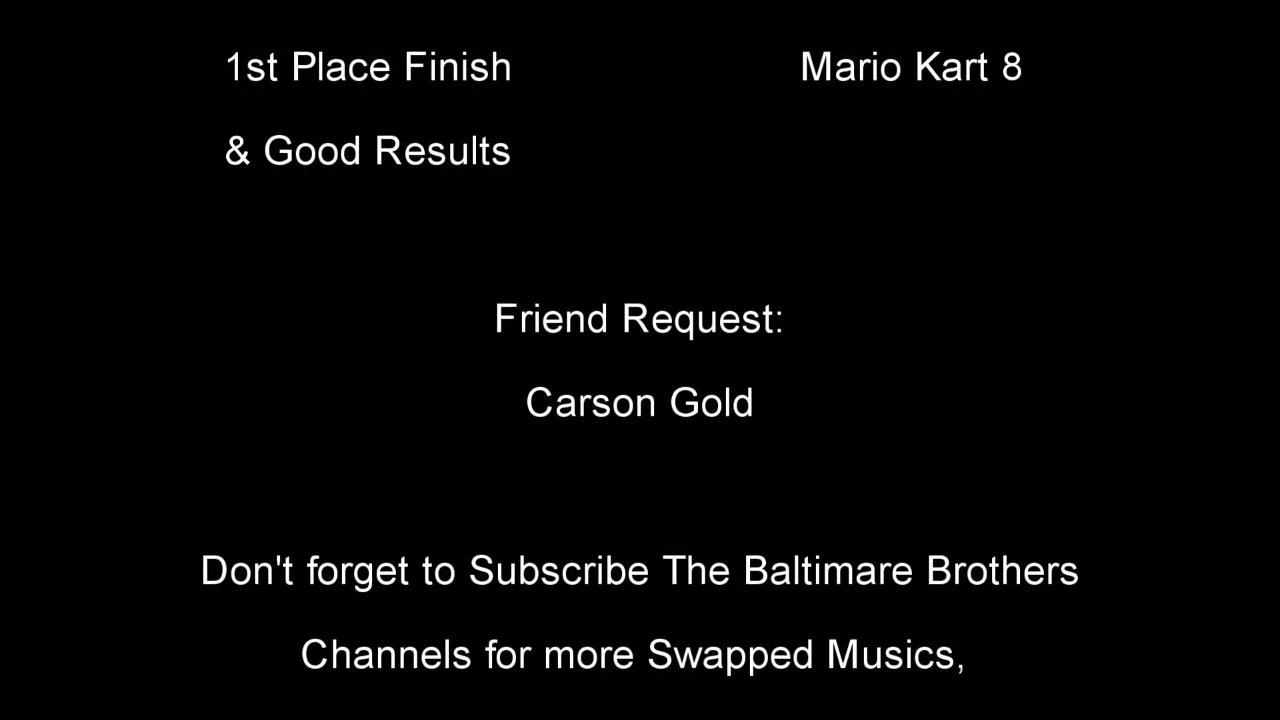 1st Place Finish Mario Kart 8
& Good Results
Friend Request:
Carson Gold
Don't forget to Subscribe The Baltimare Brothers
Channels for more Swapped Musics,